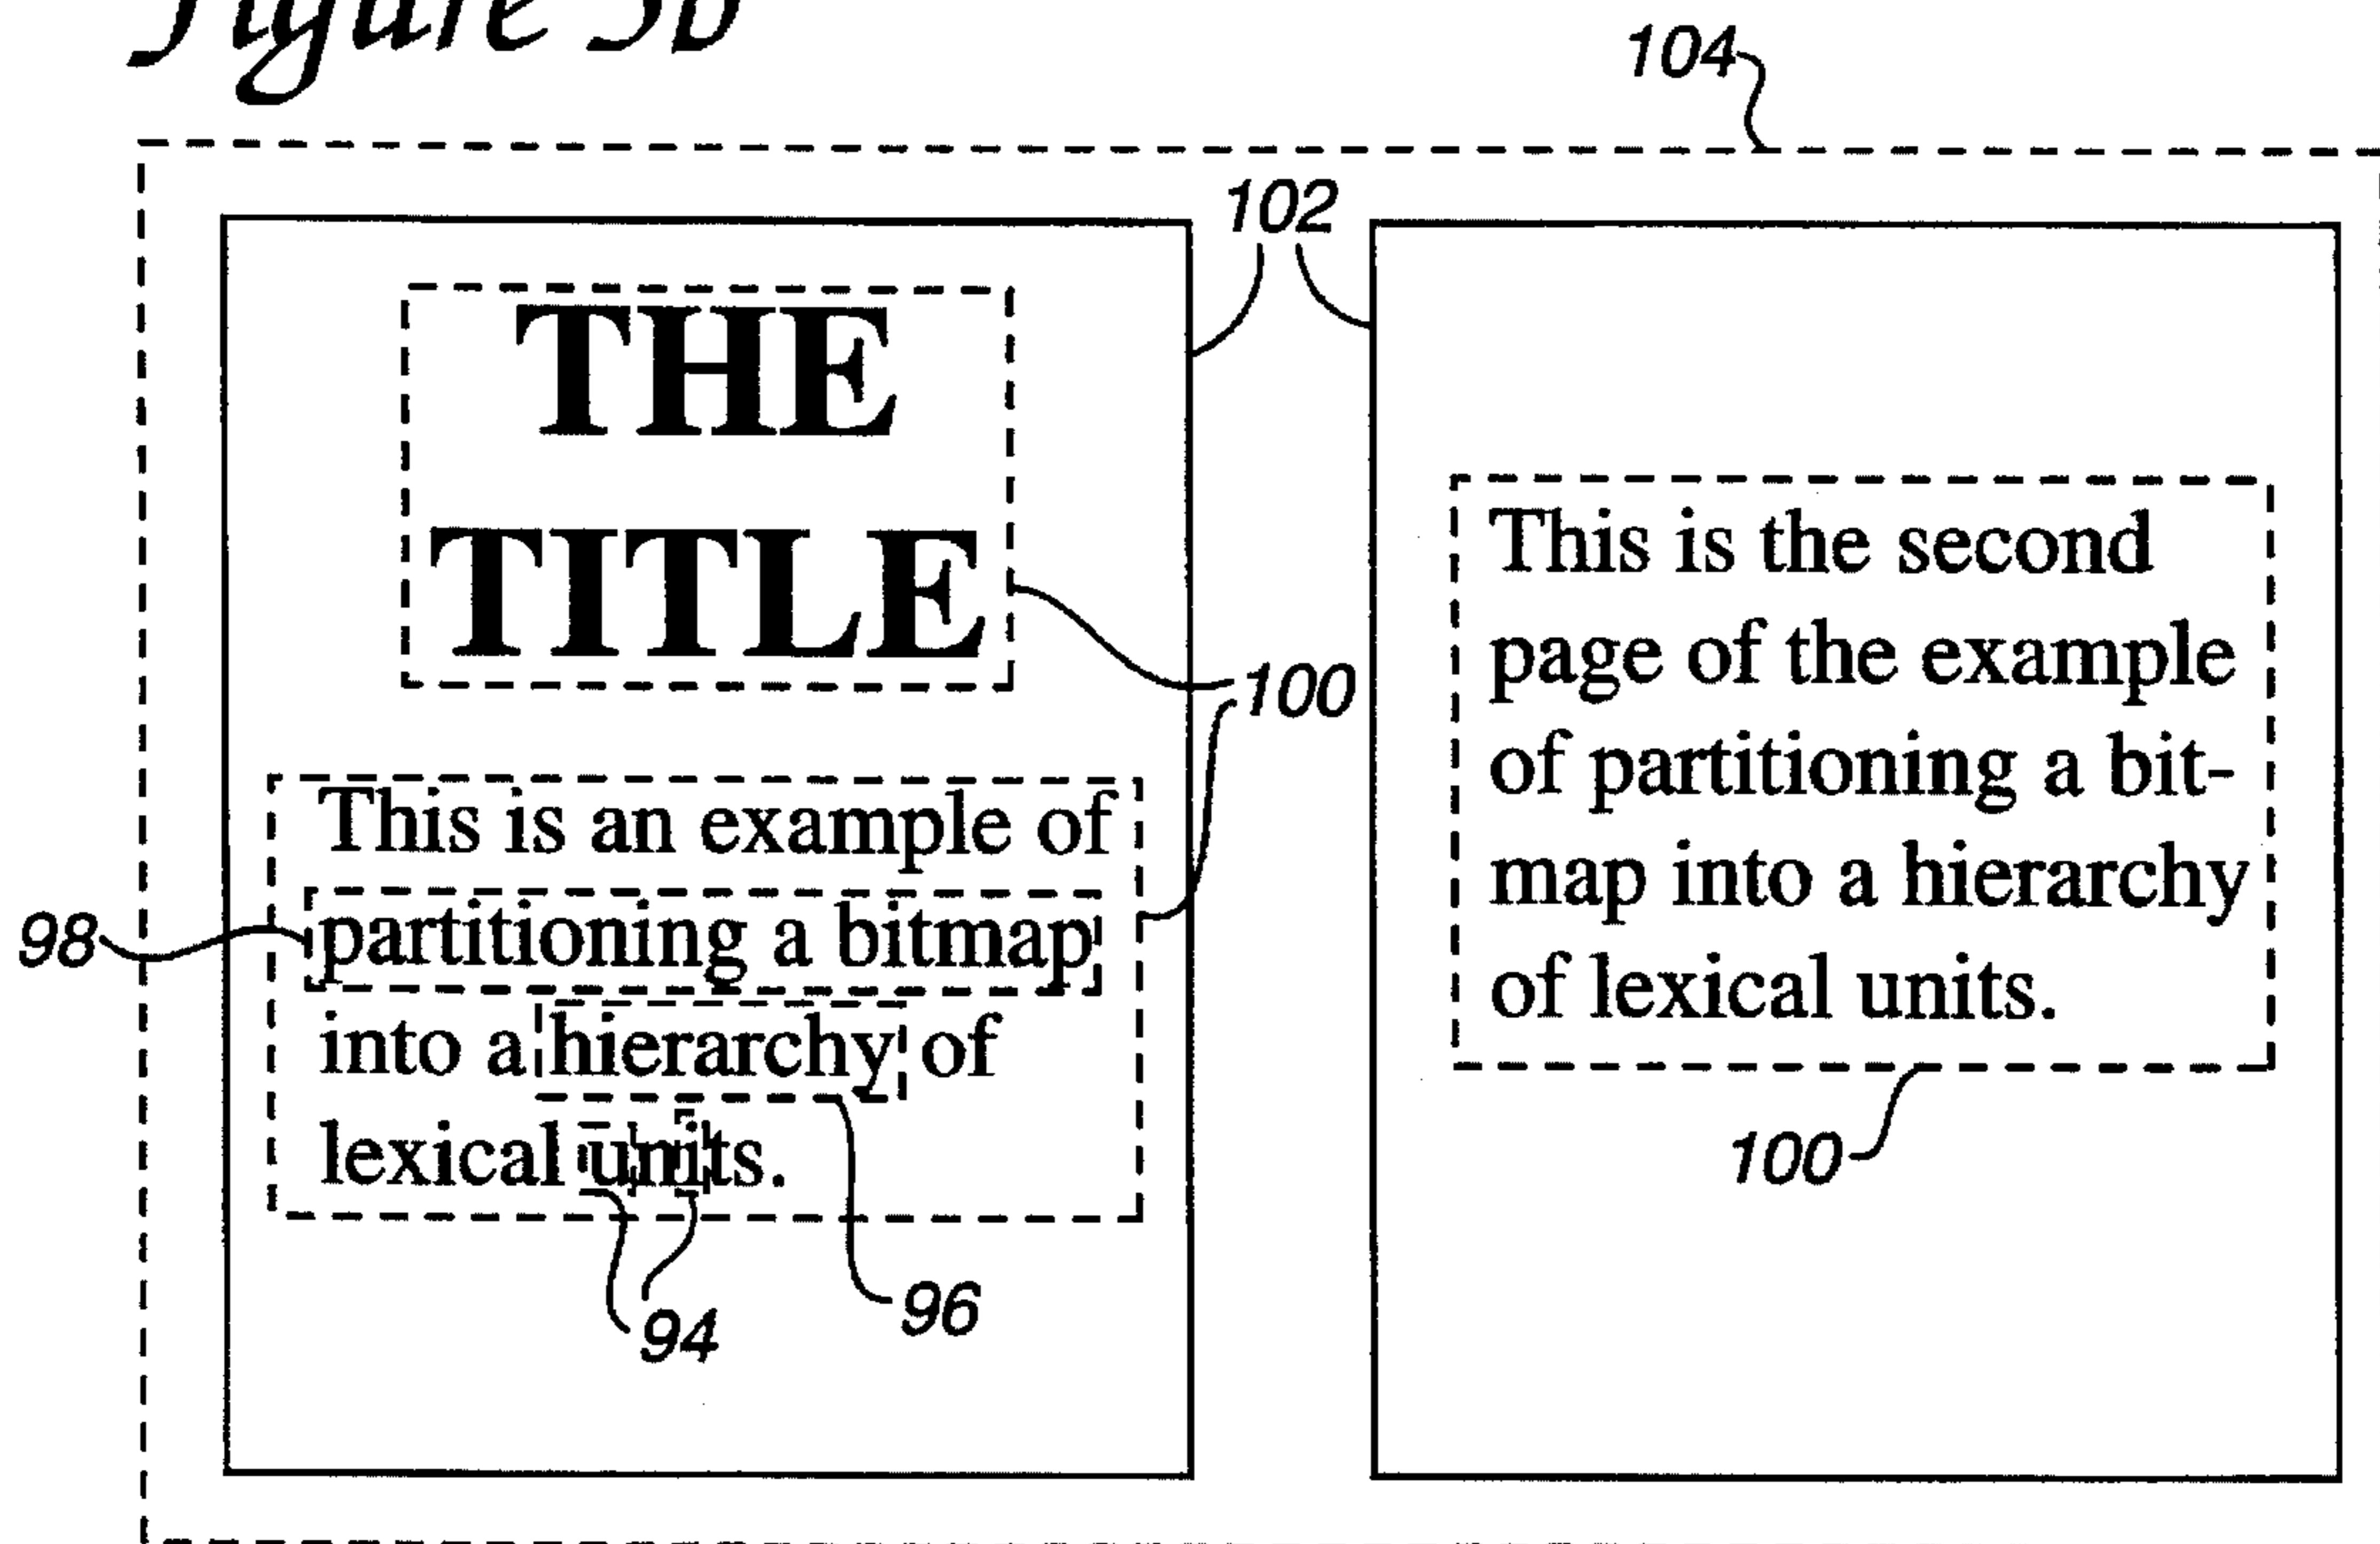 Figure 5b
104
102
THE
TITLE
100
This is an example of
98
partitioning a bitmap
into a hierarchy of
lexical units.
94
96
This is the second
page of the example
of partitioning a bit-
map into a hierarchy
of lexical units.
100